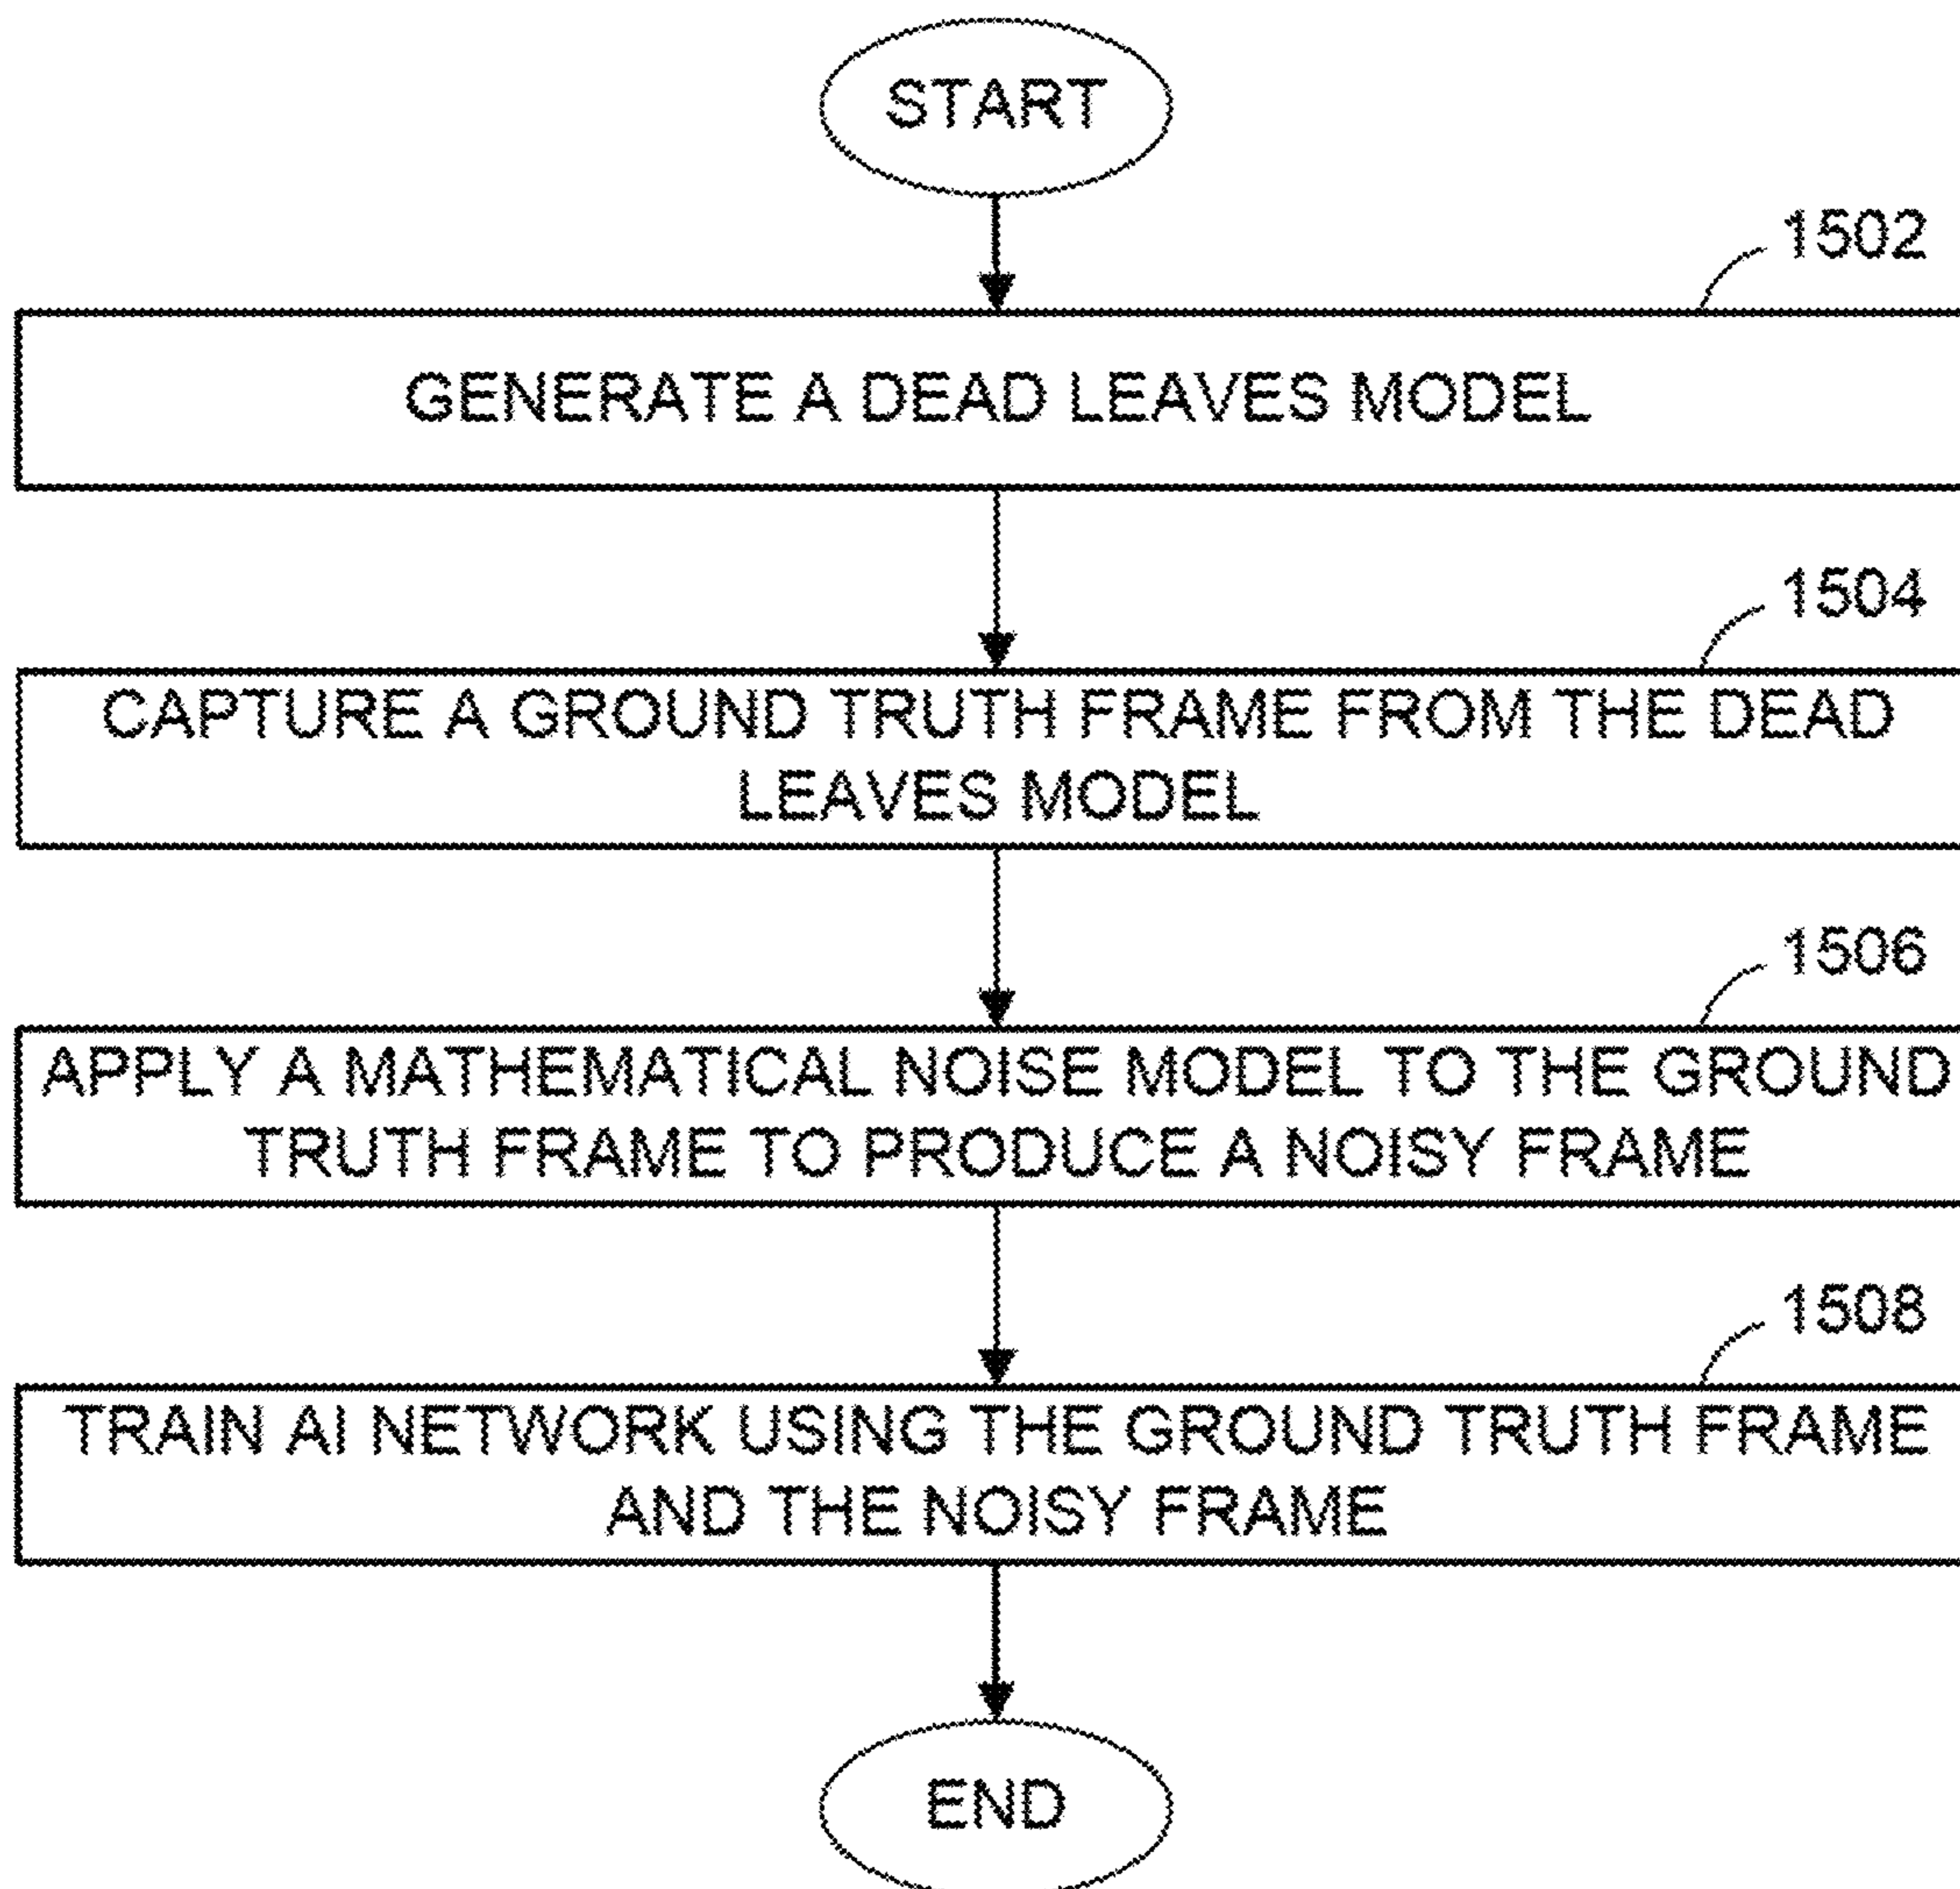 START
1502
GENERATE A DEAD LEAVES MODEL
1504
CAPTURE A GROUND TRUTH FRAME FROM THE DEAD
LEAVES MODEL
1506
APPLY A MATHEMATICAL NOISE MODEL TO THE GROUND
TRUTH FRAME TO PRODUCE A NOISY FRAME
1508
TRAIN AI NETWORK USING THE GROUND TRUTH FRAME
AND THE NOISY FRAME
END